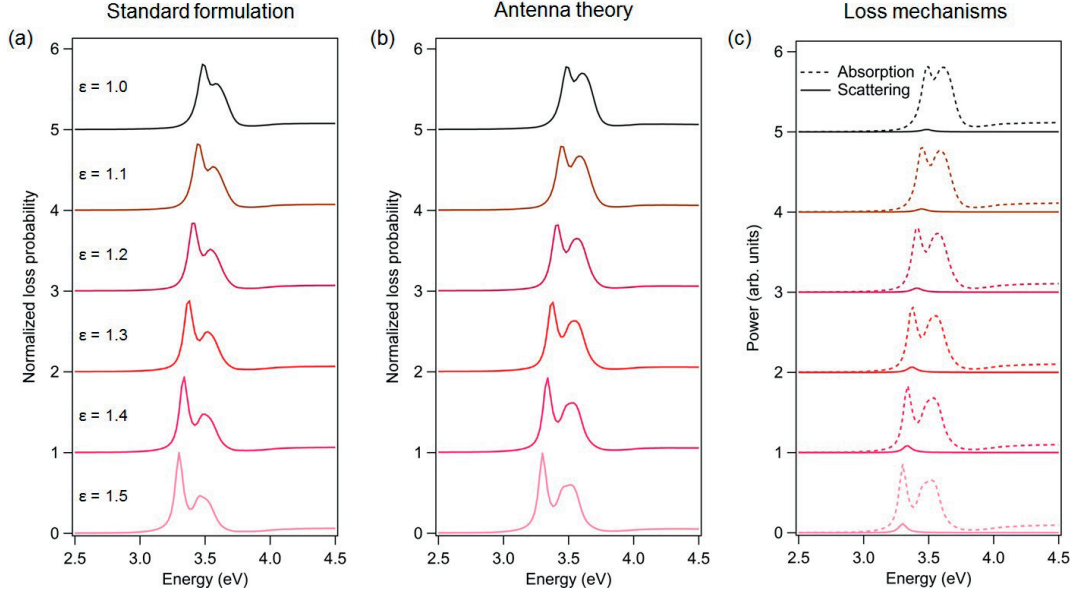 Standard formulation
Antenna theory
Loss mechanisms
(a)
Normalized loss probability
6
5
4
3
2
1
0
ε = 1.0
ε = 1.1
ε = 1.2
ε = 1.3
ε = 1.4
ε = 1.5
2.5 3.0 3.5 4.0 4.5
Energy (eV)
(b)
Normalized loss probability
6
5
4
3
2
1
0
2.5 3.0 3.5 4.0 4.5
Energy (eV)
(c)
Power (arb. units)
6
5
4
3
2
1
0
Absorption
Scattering
2.5 3.0 3.5 4.0 4.5
Energy (eV)